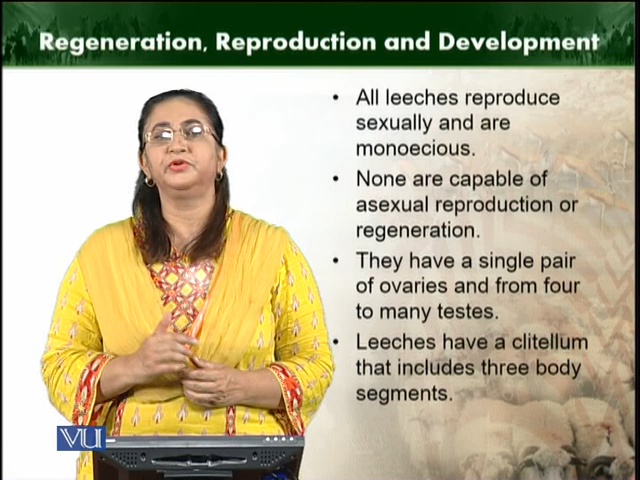 Regeneration, Reproduction and Development
• All leeches reproduce
sexually and are
monoecious.
• None are capable of
asexual reproduction or
regeneration.
• They have a single pair
of ovaries and from four
to many testes.
• Leeches have a clitellum
that includes three body
segments.
VU